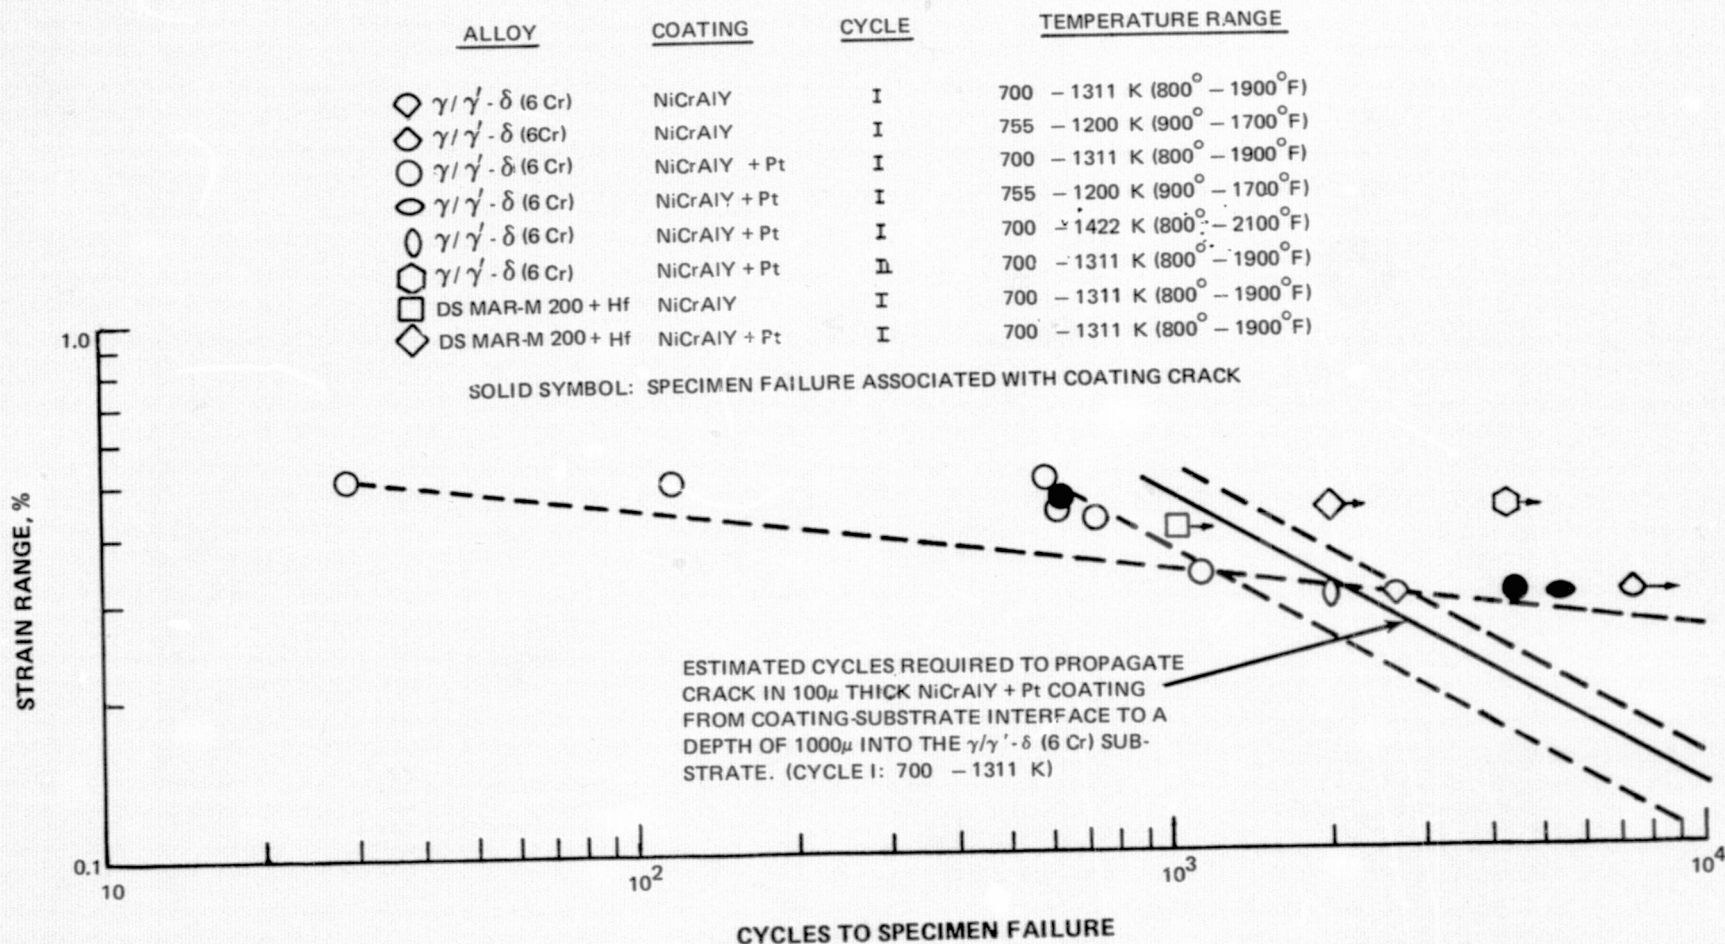 ALLOY COATING CYCLE TEMPERATURE RANGE
γ/γ′-δ (6 Cr) NiCrAlY I 700 – 1311 K (800° – 1900°F)
γ/γ′-δ (6Cr) NiCrAlY I 755 – 1200 K (900° – 1700°F)
γ/γ′-δ (6 Cr) NiCrAlY + Pt I 700 – 1311 K (800° – 1900°F)
γ/γ′-δ (6 Cr) NiCrAlY + Pt I 755 – 1200 K (900° – 1700°F)
γ/γ′-δ (6 Cr) NiCrAlY + Pt I 700 – 1422 K (800° – 2100°F)
γ/γ′-δ (6 Cr) NiCrAlY + Pt II 700 – 1311 K (800° – 1900°F)
DS MAR-M 200 + Hf NiCrAlY I 700 – 1311 K (800° – 1900°F)
DS MAR-M 200 + Hf NiCrAlY + Pt I 700 – 1311 K (800° – 1900°F)
SOLID SYMBOL: SPECIMEN FAILURE ASSOCIATED WITH COATING CRACK
1.0
STRAIN RANGE, %
ESTIMATED CYCLES REQUIRED TO PROPAGATE
CRACK IN 100μ THICK NiCrAlY + Pt COATING
FROM COATING-SUBSTRATE INTERFACE TO A
DEPTH OF 1000μ INTO THE γ/γ′-δ (6 Cr) SUB-
STRATE. (CYCLE I: 700 – 1311 K)
0.1
10 10² 10³ 10⁴
CYCLES TO SPECIMEN FAILURE